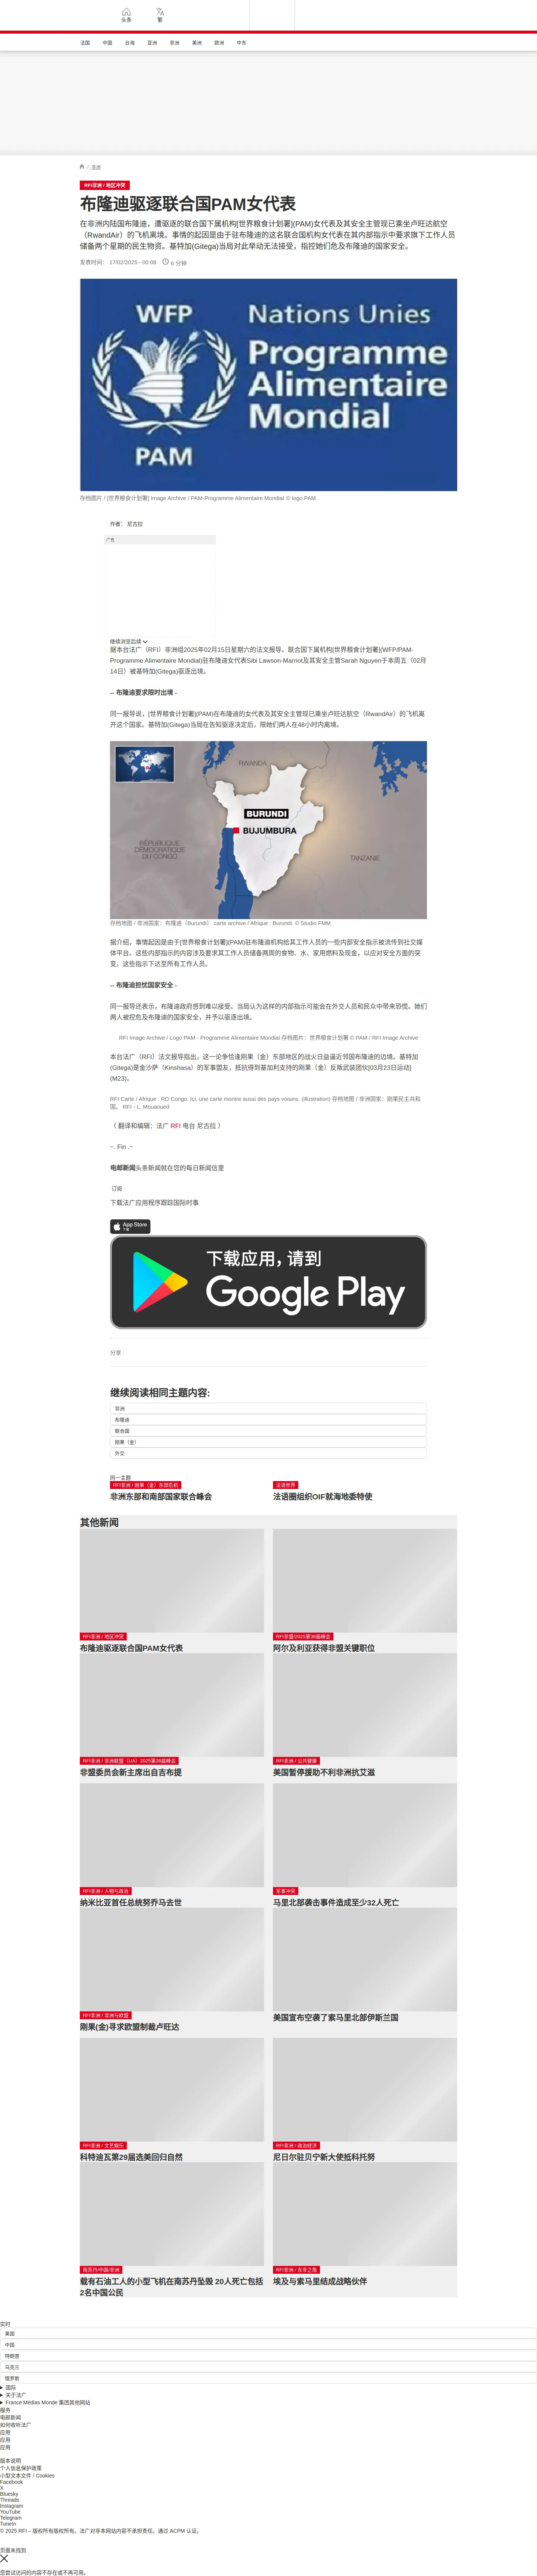 头条
繁
法国
中国
台海
亚洲
非洲
美洲
欧洲
中东
/ 非洲
RFI非洲 / 地区冲突
布隆迪驱逐联合国PAM女代表
在非洲内陆国布隆迪，遭驱逐的联合国下属机构[世界粮食计划署](PAM)女代表及其安全主管现已乘坐卢旺达航空
（RwandAir）的飞机离境。事情的起因是由于驻布隆迪的这名联合国机构女代表在其内部指示中要求旗下工作人员
储备两个星期的民生物资。基特加(Gitega)当局对此举动无法接受，指控她们危及布隆迪的国家安全。
发表时间： 17/02/2025 - 00:08
6 分钟
WFP
PAM
Nations Unies
Programme
Alimentaire
Mondial
存档图片 / [世界粮食计划署] Image Archive / PAM-Programme Alimentaire Mondial © logo PAM
作者： 尼古拉
广告
继续浏览后续
据本台法广（RFI）非洲组2025年02月15日星期六的法文报导。联合国下属机构[世界粮食计划署](WFP/PAM-
Programme Alimentaire Mondial)驻布隆迪女代表Sibi Lawson-Marriot及其安全主管Sarah Nguyen于本周五（02月
14日）被基特加(Gitega)驱逐出境。
-- 布隆迪要求限时出境 -
同一报导说，[世界粮食计划署](PAM)在布隆迪的女代表及其安全主管现已乘坐卢旺达航空（RwandAir）的飞机离
开这个国家。基特加(Gitega)当局在告知驱逐决定后，限她们两人在48小时内离境。
RWANDA
BURUNDI
BUJUMBURA
RÉPUBLIQUE
DÉMOCRATIQUE
DU CONGO
TANZANIE
存档地图 / 非洲国家：布隆迪（Burundi） carte archive / Afrique : Burundi. © Studio FMM
据介绍，事情起因是由于[世界粮食计划署](PAM)驻布隆迪机构给其工作人员的一些内部安全指示被流传到社交媒
体平台。这些内部指示的内容涉及要求其工作人员储备两周的食物、水、家用燃料及现金，以应对安全方面的突
变。这些指示下达至所有工作人员。
-- 布隆迪担忧国家安全 -
同一报导还表示，布隆迪政府感到难以接受。当局认为这样的内部指示可能会在外交人员和民众中带来恐慌。她们
两人被控危及布隆迪的国家安全，并予以驱逐出境。
RFI Image Archive / Logo PAM - Programme Alimentaire Mondial 存档图片：世界粮食计划署 © PAM / RFI Image Archive
本台法广（RFI）法文报导指出，这一论争恰逢刚果（金）东部地区的战火日益逼近邻国布隆迪的边境。基特加
(Gitega)是金沙萨（Kinshasa）的军事盟友，抵抗得到基加利支持的刚果（金）反叛武装团伙[03月23日运动]
(M23)。
RFI Carte / Afrique : RD Congo. Ici, une carte montre aussi des pays voisins. (illustration) 存档地图 / 非洲国家：刚果民主共和
国。 RFI - L. Mouaoued
（ 翻译和编辑：法广 RFI 电台 尼古拉 ）
~. Fin .~
电邮新闻头条新闻就在您的每日新闻信里
订阅
下载法广应用程序跟踪国际时事
App Store
下载
下载应用，请到
Google Play
分享 :
继续阅读相同主题内容:
非洲
布隆迪
联合国
刚果（金）
外交
同一主题
RFI非洲 / 刚果（金）东部危机
非洲东部和南部国家联合峰会
法语世界
法语圈组织OIF就海地委特使
其他新闻
RFI非洲 / 地区冲突
布隆迪驱逐联合国PAM女代表
RFI非盟/2025第38届峰会
阿尔及利亚获得非盟关键职位
RFI非洲 / 非洲联盟（UA）2025第38届峰会
非盟委员会新主席出自吉布提
RFI非洲 / 公共健康
美国暂停援助不利非洲抗艾滋
RFI非洲 / 人物与政治
纳米比亚首任总统努乔马去世
军事冲突
马里北部袭击事件造成至少32人死亡
RFI非洲 / 非洲与欧盟
刚果(金)寻求欧盟制裁卢旺达
美国宣布空袭了索马里北部伊斯兰国
RFI非洲 / 文艺娱乐
科特迪瓦第29届选美回归自然
RFI非洲 / 政治经济
尼日尔驻贝宁新大使抵科托努
南苏丹/中国/非洲
载有石油工人的小型飞机在南苏丹坠毁 20人死亡包括
2名中国公民
RFI非洲 / 东非之角
埃及与索马里结成战略伙伴
实时
美国
中国
特朗普
乌克兰
俄罗斯
国际
关于法广
France Médias Monde 集团其他网站
服务
电邮新闻
如何收听法广
应用
应用
应用
版本说明
个人信息保护政策
小型文本文件 / Cookies
Facebook
X
Bluesky
Threads
Instagram
YouTube
Telegram
TuneIn
© 2025 RFI – 版权所有版权所有。法广对非本网站内容不承担责任。通过 ACPM 认证。
页面未找到
您尝试访问的内容不存在或不再可用。